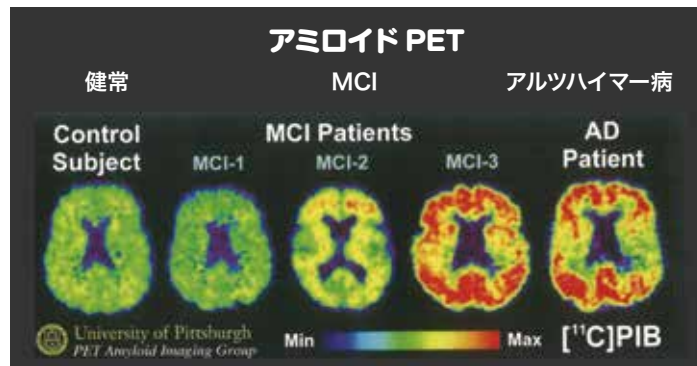 アミロイド PET
健常 MCI アルツハイマー病
Control Subject
MCI Patients
AD Patient
MCI-1 MCI-2 MCI-3
University of Pittsburgh
PET Amyloid Imaging Group
Min Max [¹¹C]PIB